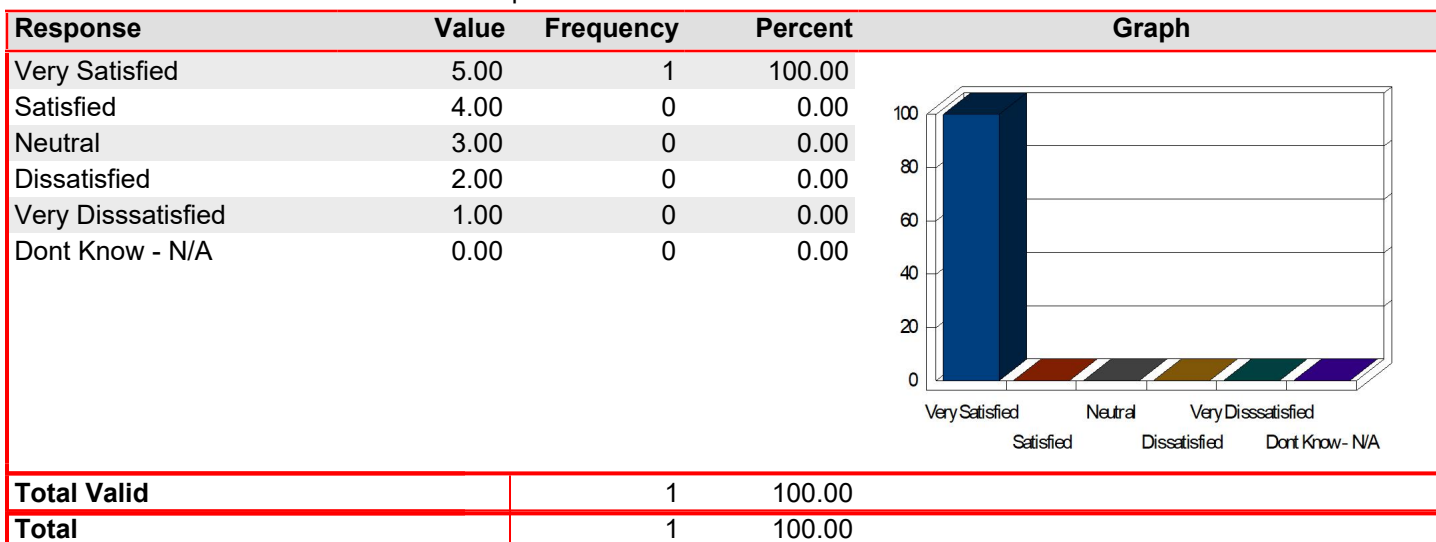 Response Value Frequency Percent Graph
Very Satisfied 5.00 1 100.00
Satisfied 4.00 0 0.00
Neutral 3.00 0 0.00
Dissatisfied 2.00 0 0.00
Very Disssatisfied 1.00 0 0.00
Dont Know - N/A 0.00 0 0.00
100
80
60
40
20
0
Very Satisfied Neutral Very Disssatisfied
Satisfied Dissatisfied Dont Know - N/A
Total Valid 1 100.00
Total 1 100.00